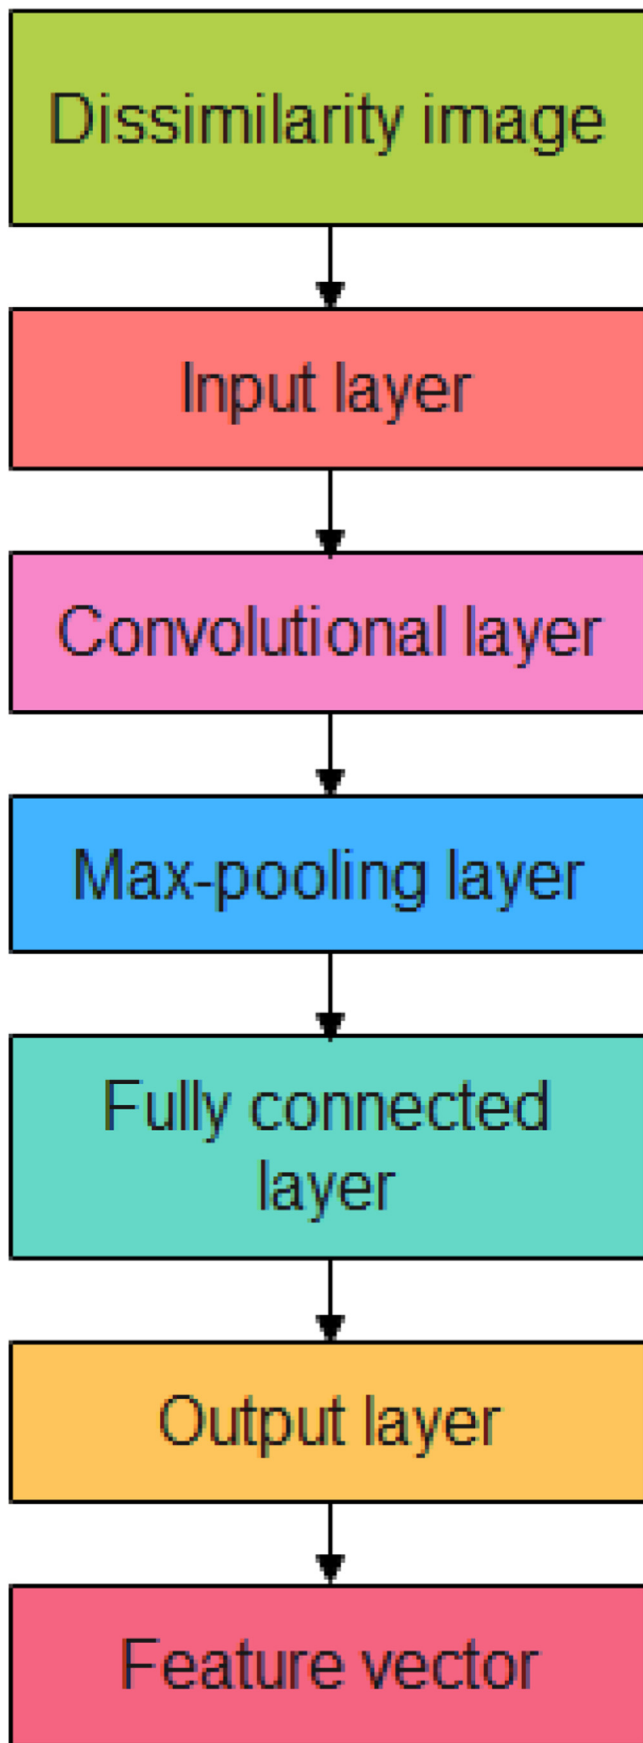 Dissimilarity image
Input layer
Convolutional layer
Max-pooling layer
Fully connected
layer
Output layer
Feature vector